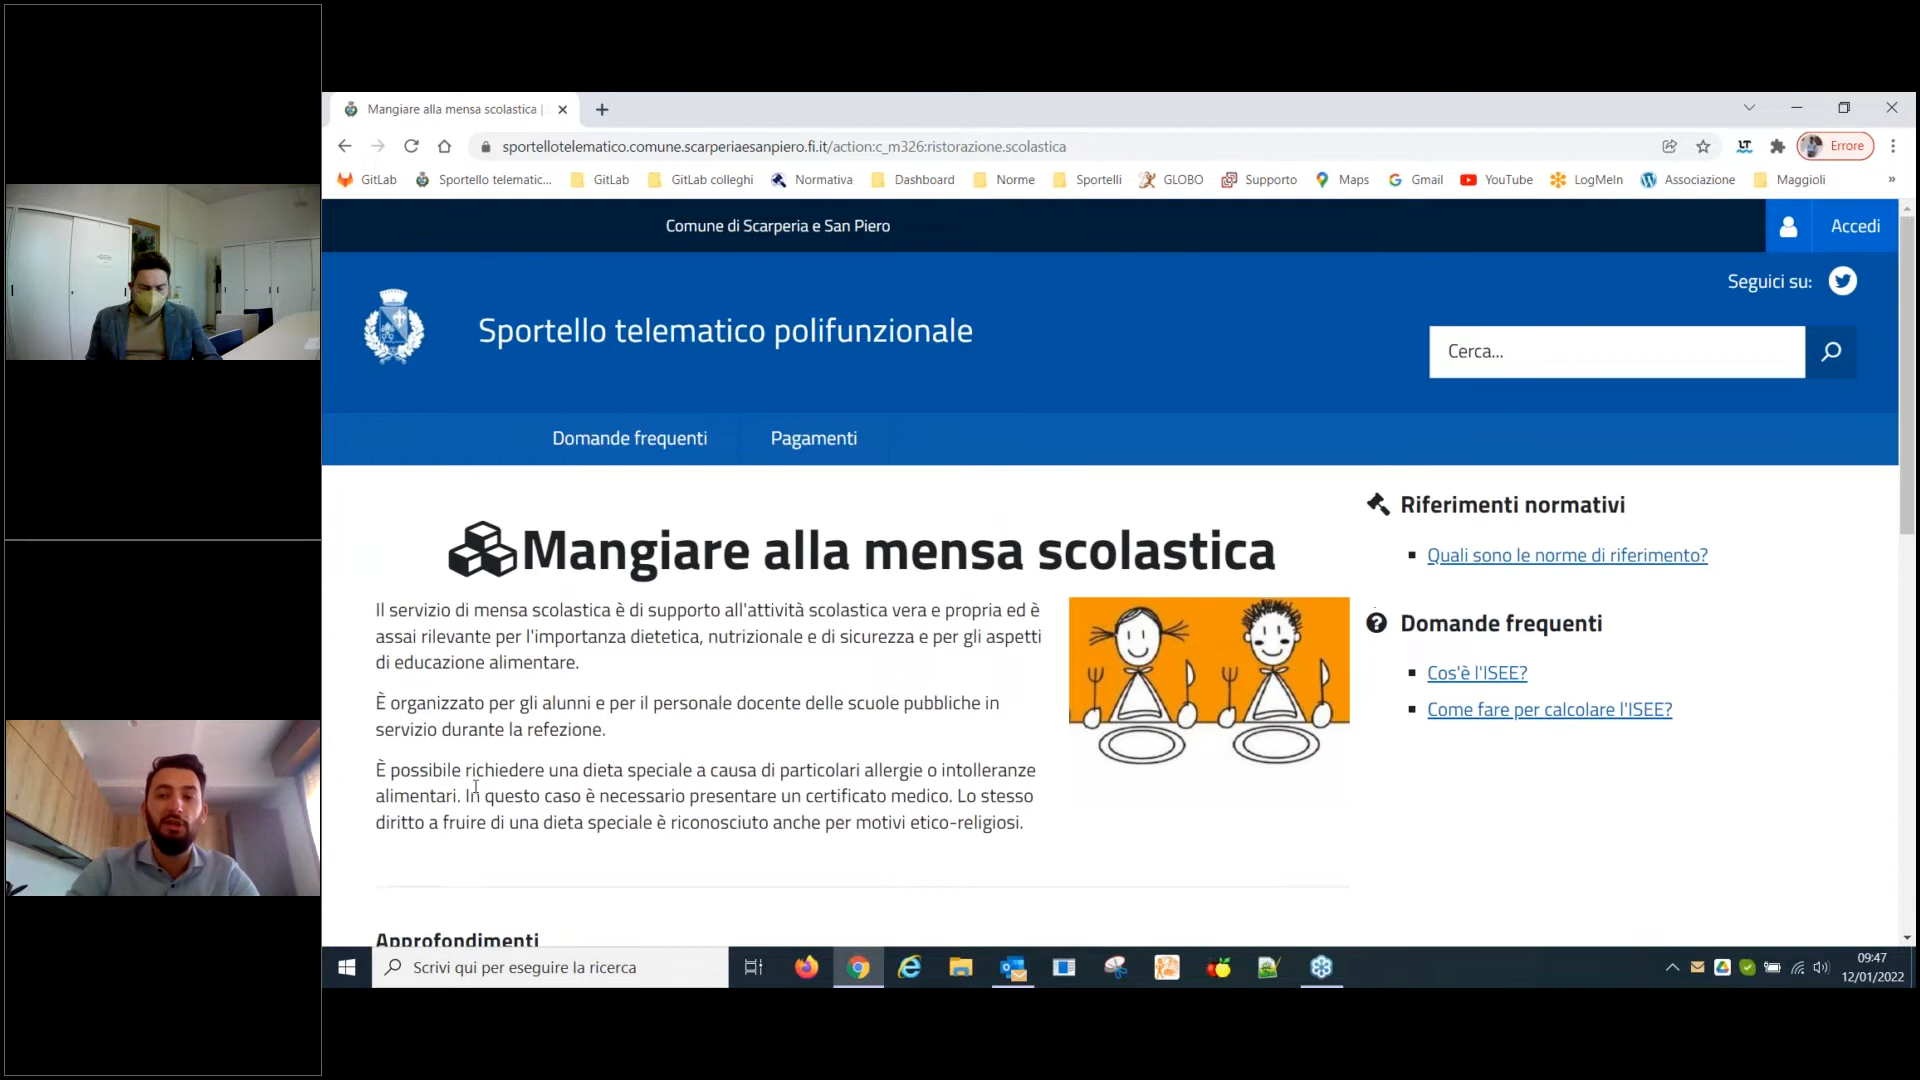 Mangiare alla mensa scolastica |
sportellotelematico.comune.scarperiaesanpiero.fi.it/action:c_m326:ristorazione.scolastica
Errore
GitLab Sportello telematic... GitLab GitLab colleghi Normativa Dashboard Norme Sportelli GLOBO Supporto Maps Gmail YouTube LogMeIn Associazione Maggioli »
Comune di Scarperia e San Piero
Accedi
Seguici su:
Sportello telematico polifunzionale
Cerca...
Domande frequenti Pagamenti
Mangiare alla mensa scolastica
Il servizio di mensa scolastica è di supporto all'attività scolastica vera e propria ed è
assai rilevante per l'importanza dietetica, nutrizionale e di sicurezza e per gli aspetti
di educazione alimentare.
È organizzato per gli alunni e per il personale docente delle scuole pubbliche in
servizio durante la refezione.
È possibile richiedere una dieta speciale a causa di particolari allergie o intolleranze
alimentari. In questo caso è necessario presentare un certificato medico. Lo stesso
diritto a fruire di una dieta speciale è riconosciuto anche per motivi etico-religiosi.
Approfondimenti
Riferimenti normativi
Quali sono le norme di riferimento?
Domande frequenti
Cos'è l'ISEE?
Come fare per calcolare l'ISEE?
Scrivi qui per eseguire la ricerca
09:47
12/01/2022